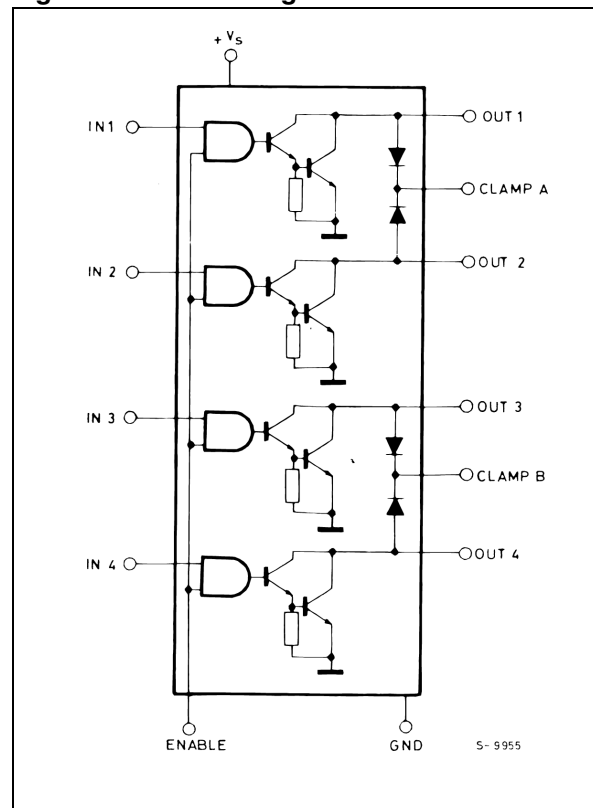 + Vs
IN1
OUT 1
CLAMP A
IN 2
OUT 2
IN 3
OUT 3
CLAMP B
IN 4
OUT 4
ENABLE
GND
S- 9955